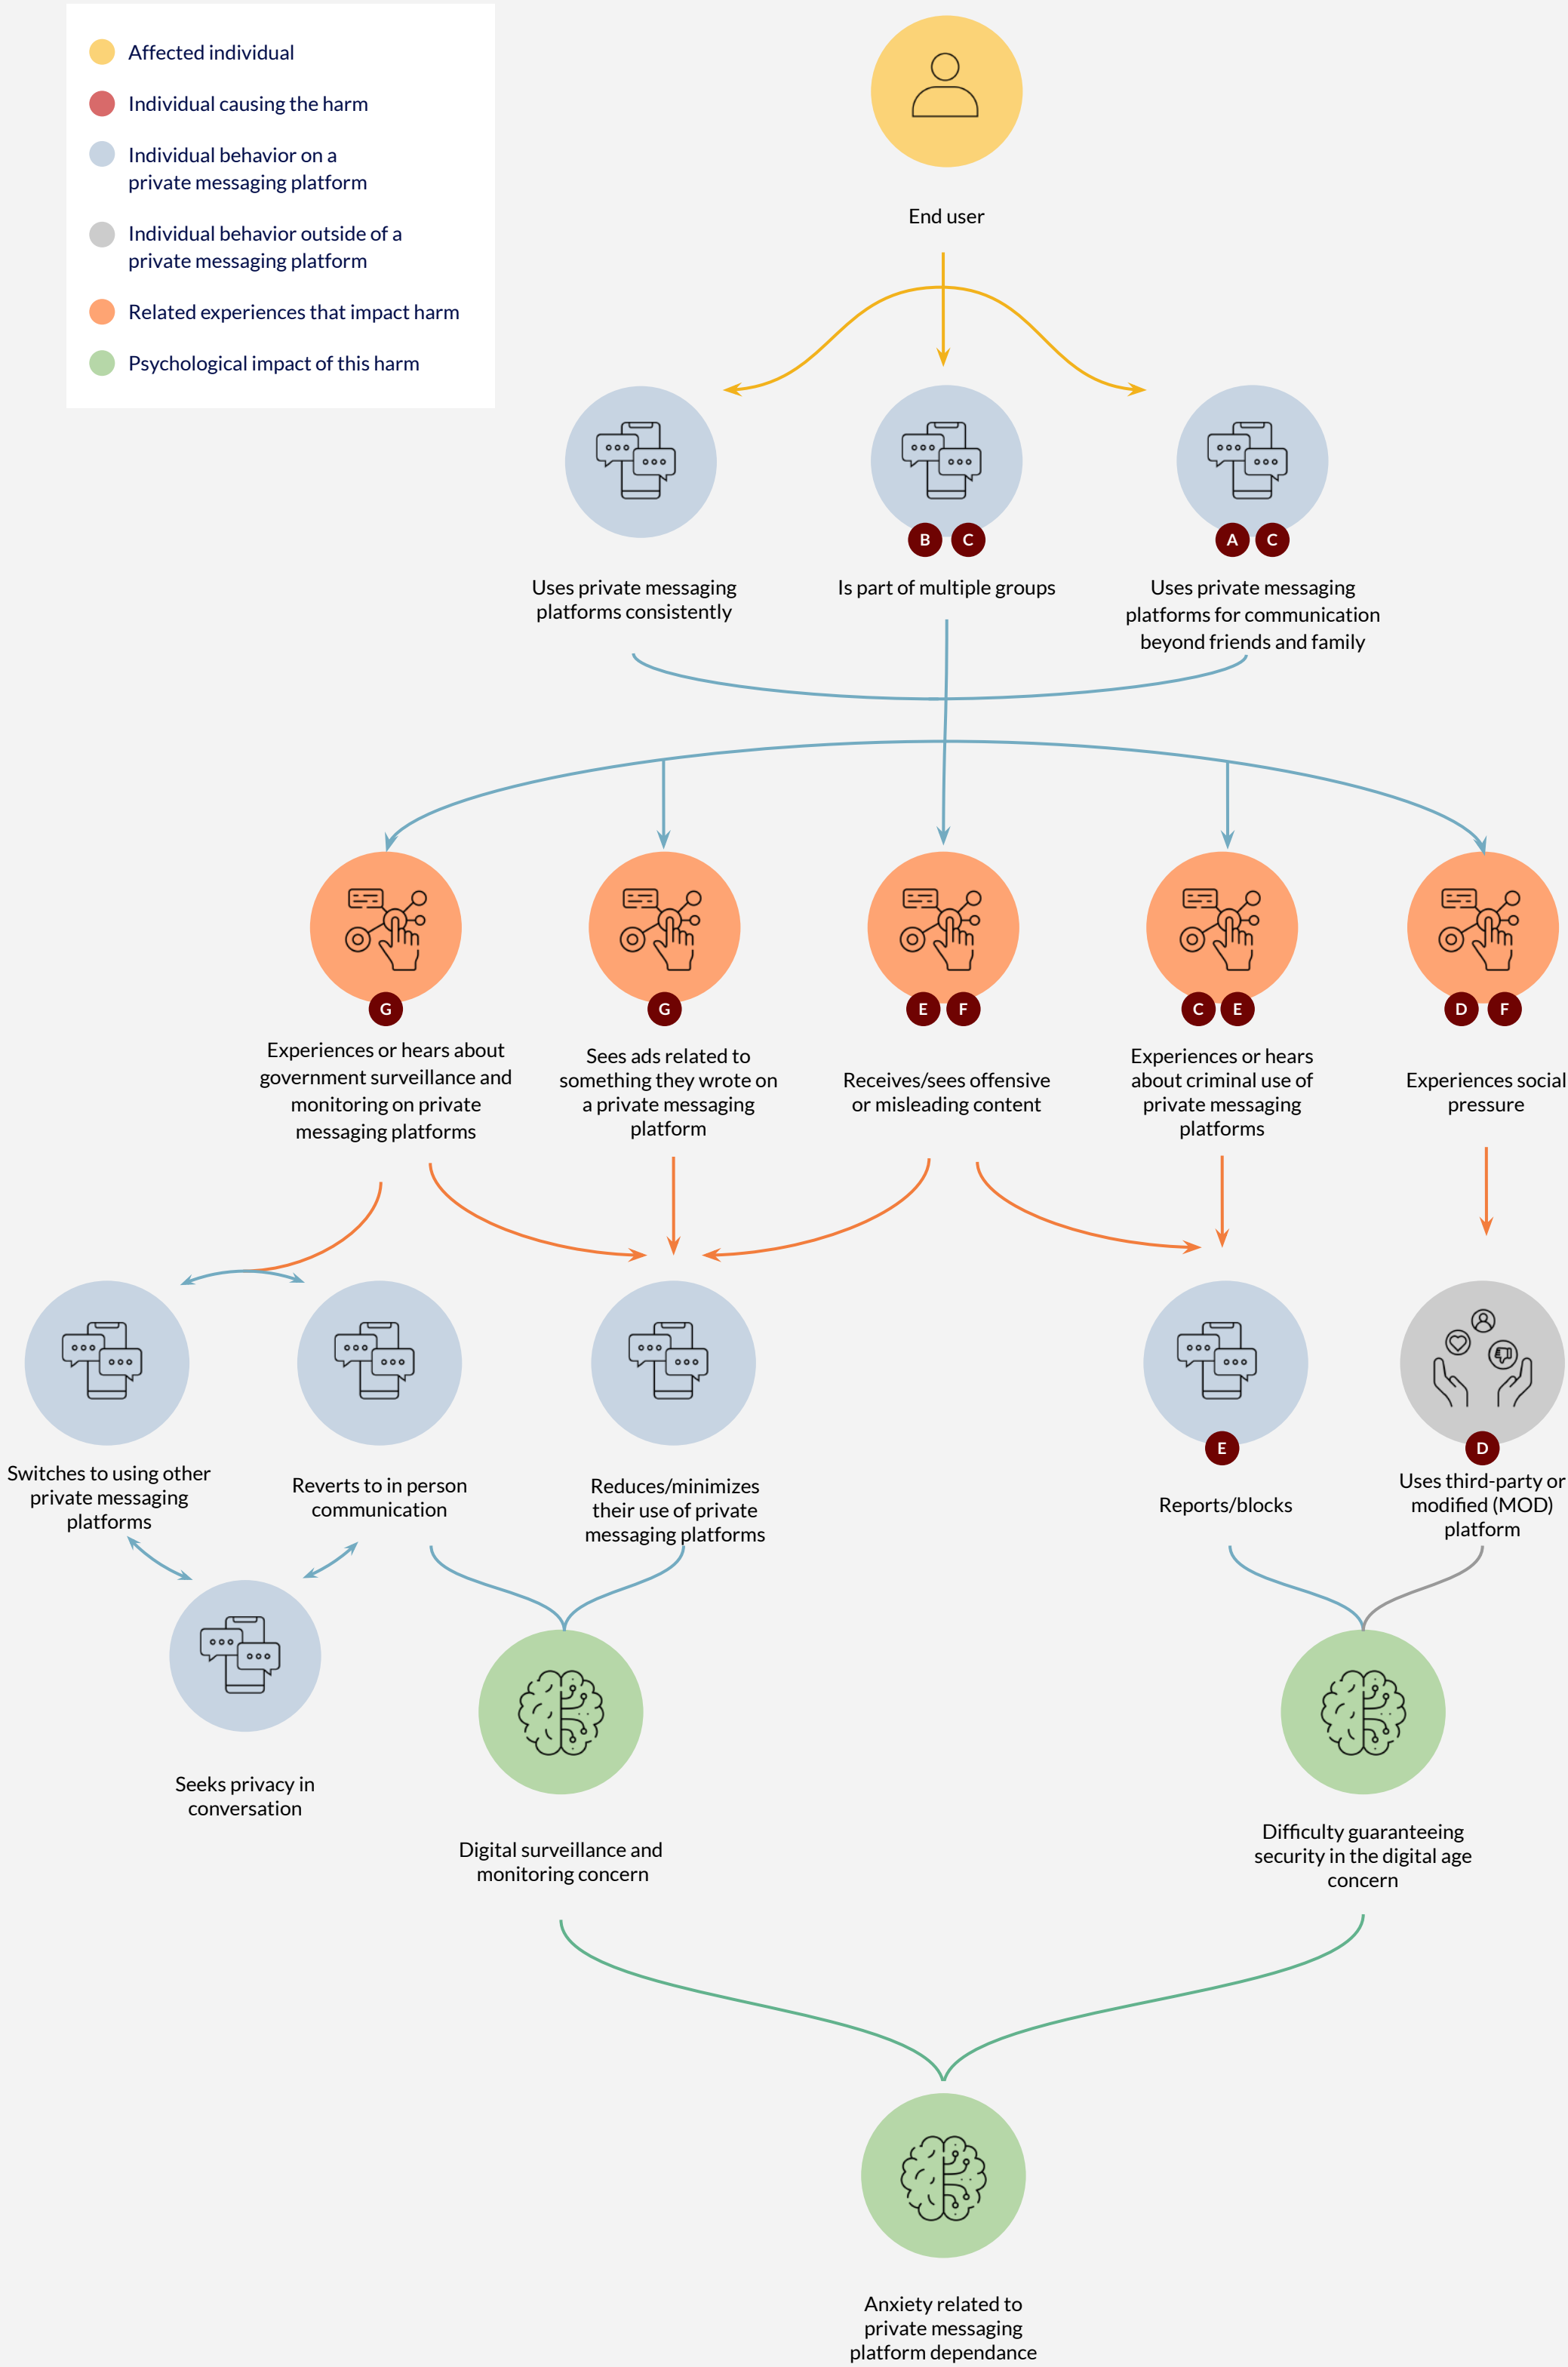 Affected individual
Individual causing the harm
Individual behavior on a
private messaging platform
Individual behavior outside of a
private messaging platform
Related experiences that impact harm
Psychological impact of this harm
End user
B C
A C
Uses private messaging
platforms consistently
Is part of multiple groups
Uses private messaging
platforms for communication
beyond friends and family
G
G
E F
C E
D F
Experiences or hears about
government surveillance and
monitoring on private
messaging platforms
Sees ads related to
something they wrote on
a private messaging
platform
Receives/sees offensive
or misleading content
Experiences or hears
about criminal use of
private messaging
platforms
Experiences social
pressure
E
D
Switches to using other
private messaging
platforms
Reverts to in person
communication
Reduces/minimizes
their use of private
messaging platforms
Reports/blocks
Uses third-party or
modified (MOD)
platform
Seeks privacy in
conversation
Digital surveillance and
monitoring concern
Difficulty guaranteeing
security in the digital age
concern
Anxiety related to
private messaging
platform dependance